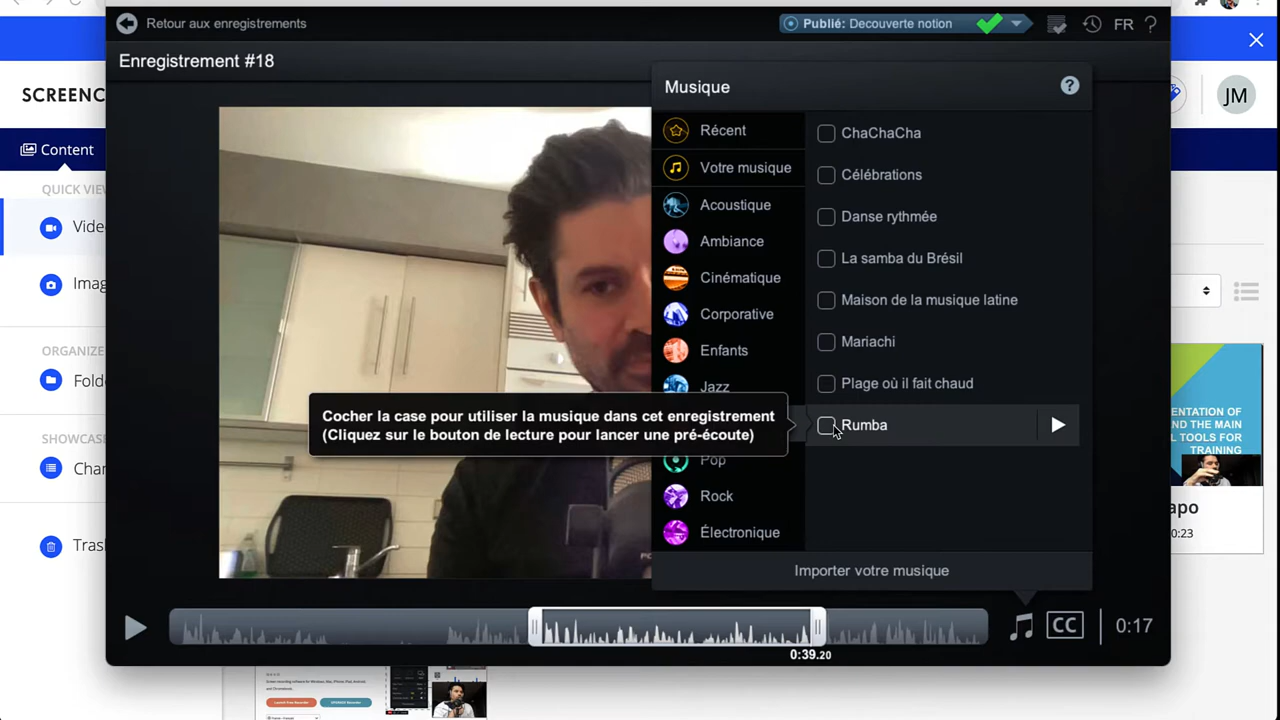 Retour aux enregistrements
Publié: Decouverte notion
FR
?
Enregistrement #18
SCREENC
JM
Content
QUICK VIEW
Vide
Imag
ORGANIZE
Folde
SHOWCASE
Chan
Tras
Musique
?
Récent
Votre musique
Acoustique
Ambiance
Cinématique
Corporative
Enfants
Jazz
Pop
Rock
Électronique
ChaChaCha
Célébrations
Danse rythmée
La samba du Brésil
Maison de la musique latine
Mariachi
Plage où il fait chaud
Rumba
Cocher la case pour utiliser la musique dans cet enregistrement
(Cliquez sur le bouton de lecture pour lancer une pré-écoute)
Importer votre musique
CC
0:17
0:39.20
ENTATION OF
AND THE MAIN
L TOOLS FOR
TRAINING
apo
0:23